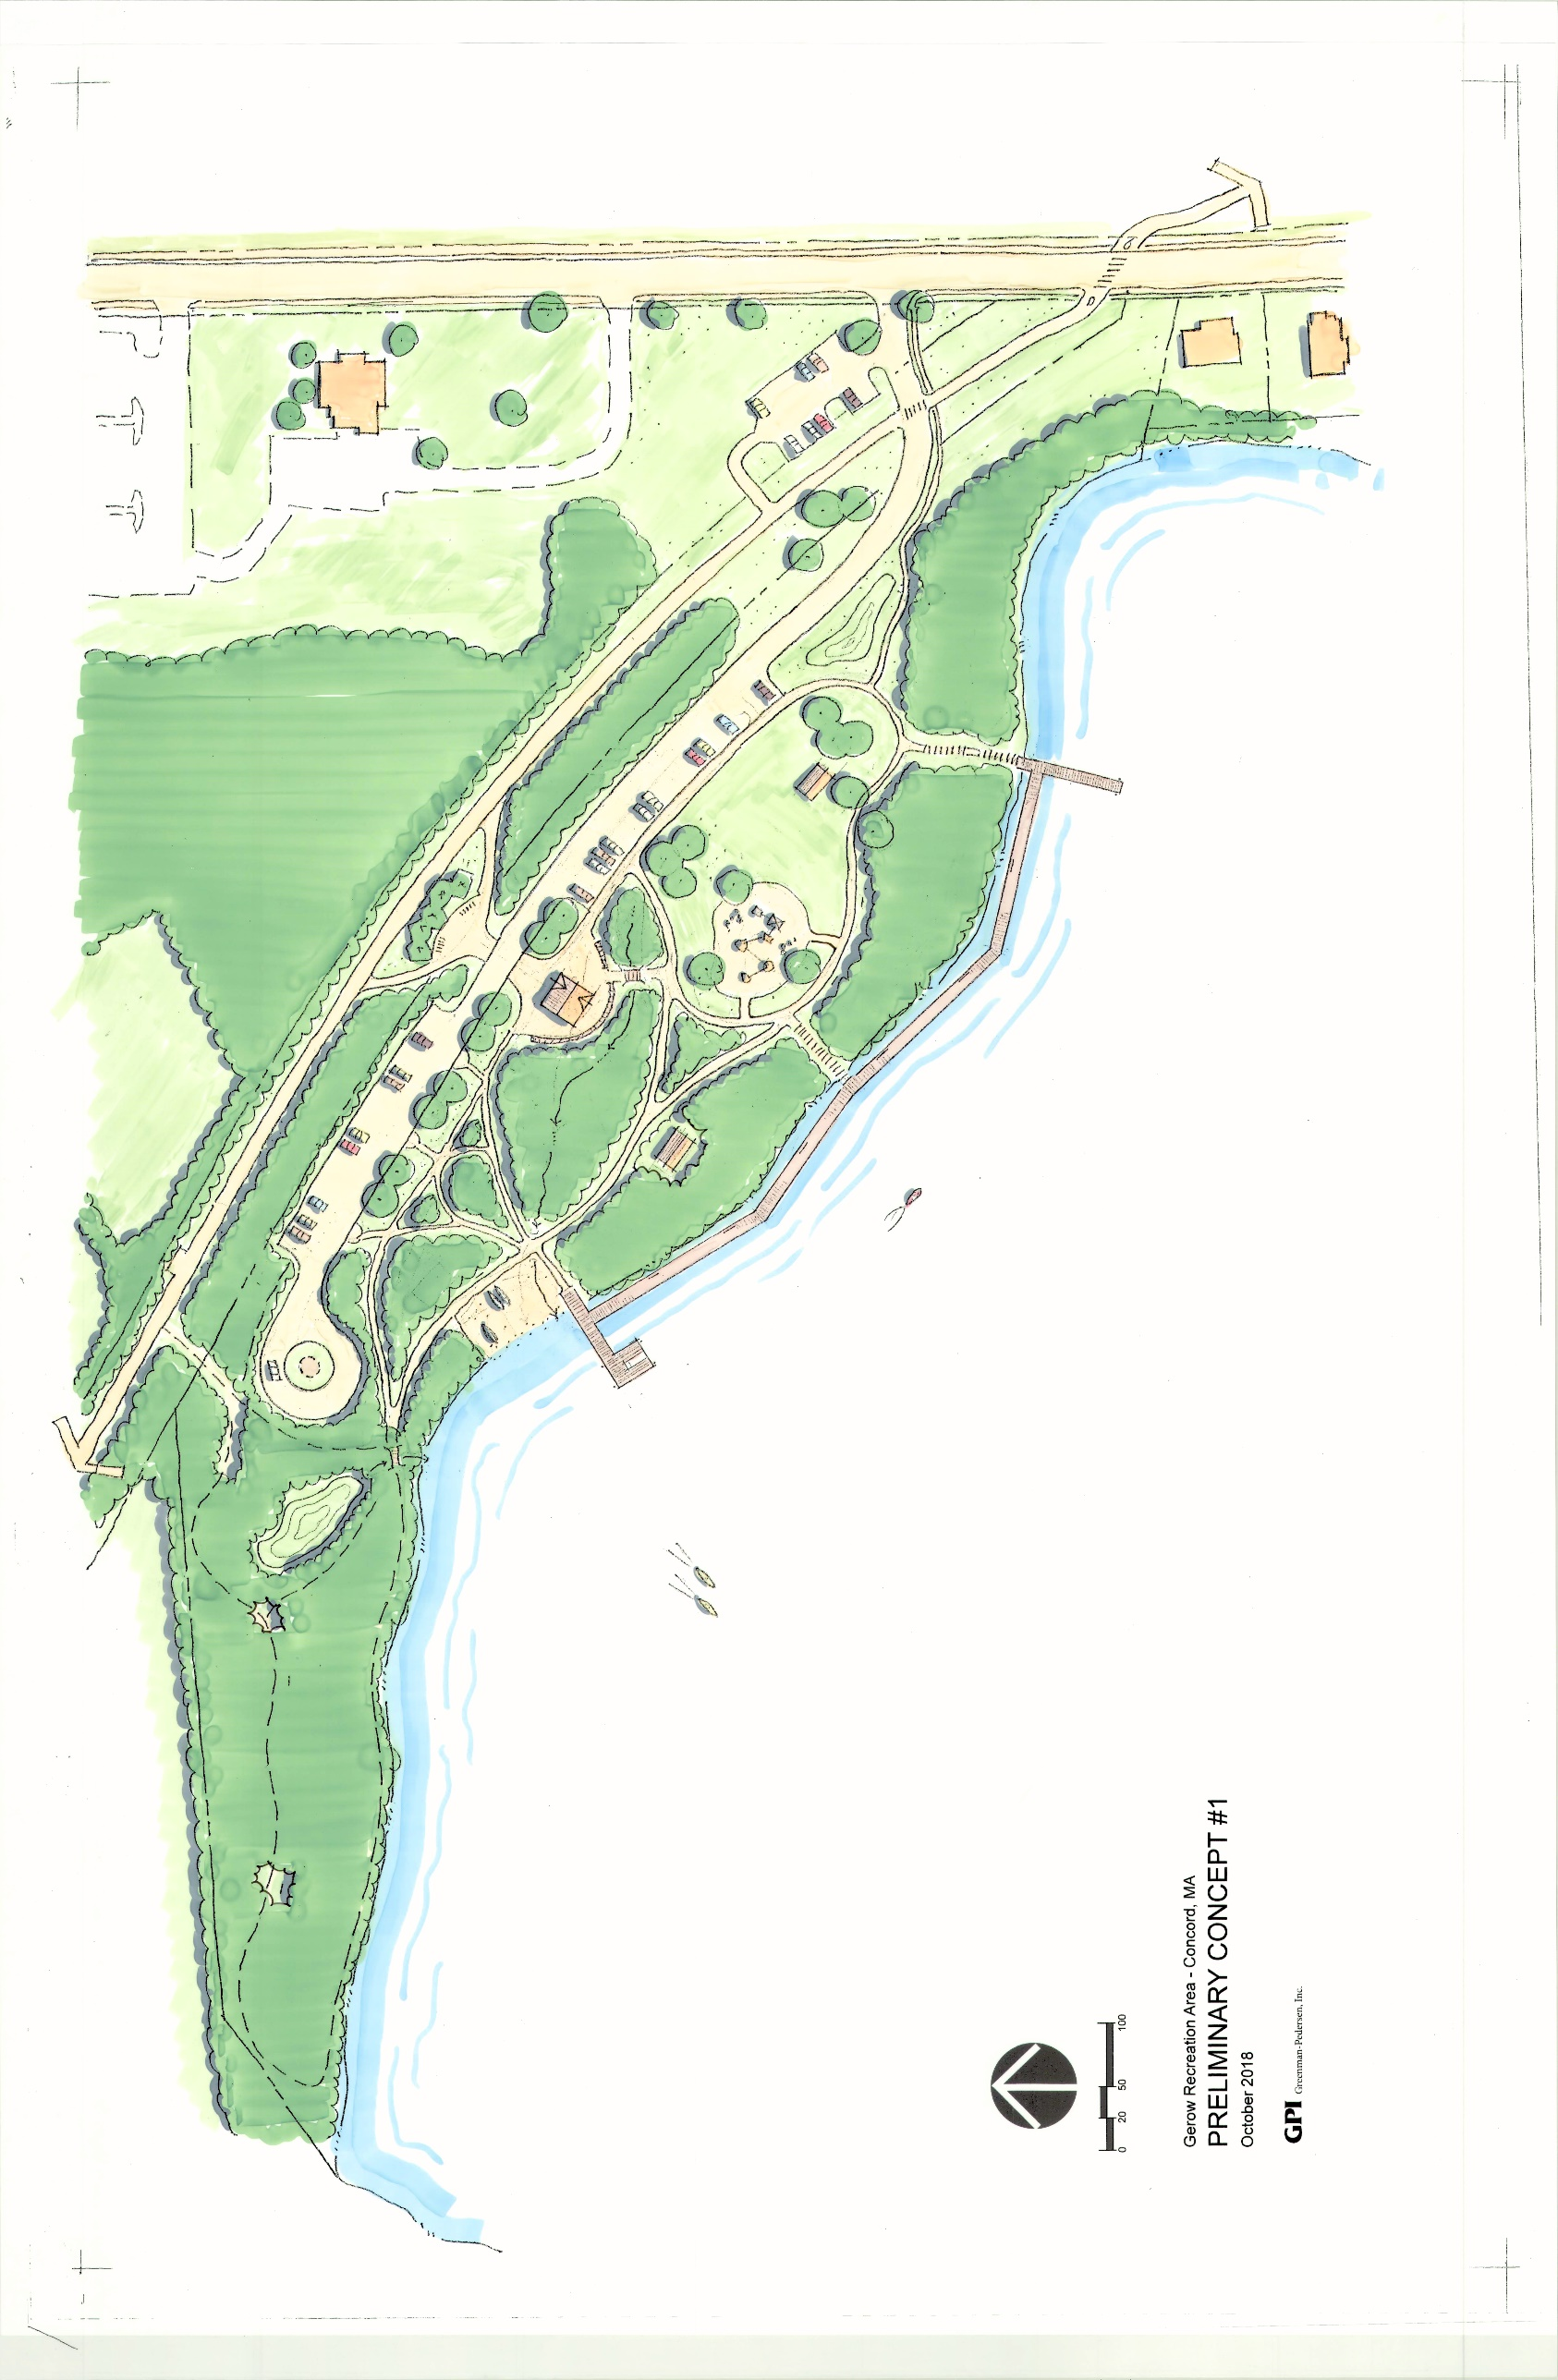 0 20 50 100
Gerow Recreation Area - Concord, MA
PRELIMINARY CONCEPT #1
October 2018
GPI Greenman-Pedersen, Inc.